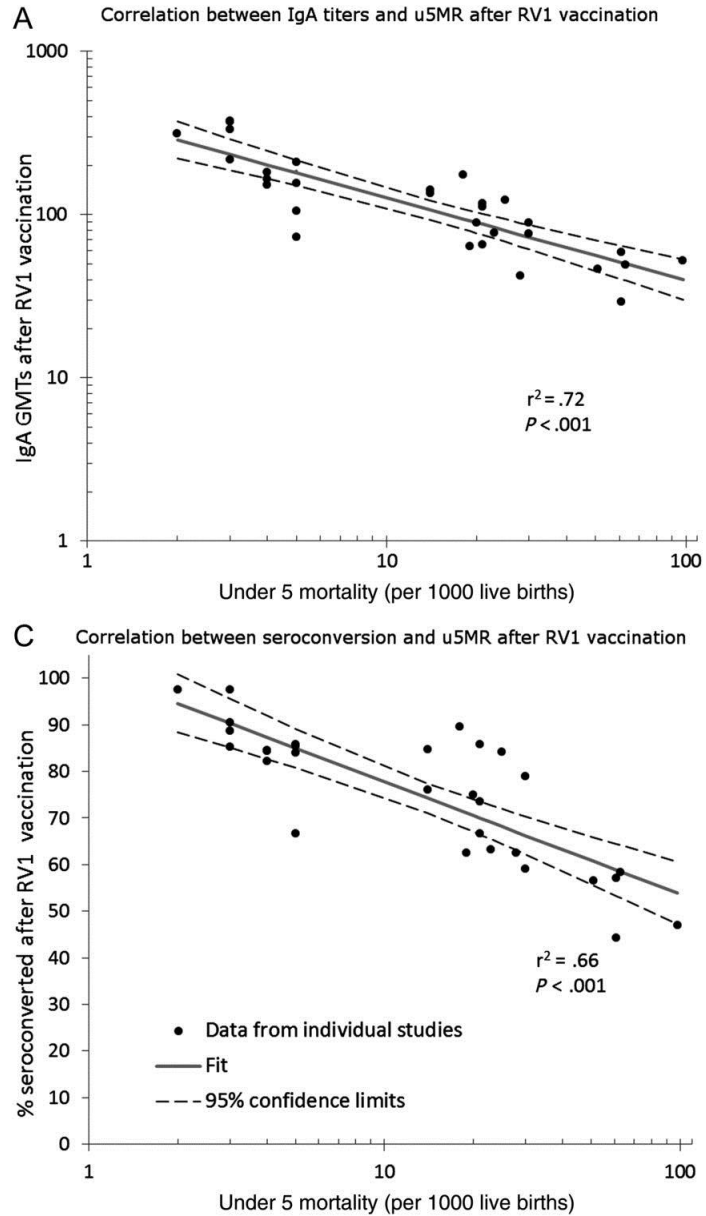 A Correlation between IgA titers and u5MR after RV1 vaccination
IgA GMTs after RV1 vaccination
1000
100
10
1
r² = .72
P < .001
1 10 100
Under 5 mortality (per 1000 live births)
C Correlation between seroconversion and u5MR after RV1 vaccination
% seroconverted after RV1 vaccination
100
90
80
70
60
50
40
30
20
10
0
r² = .66
P < .001
Data from individual studies
Fit
95% confidence limits
1 10 100
Under 5 mortality (per 1000 live births)